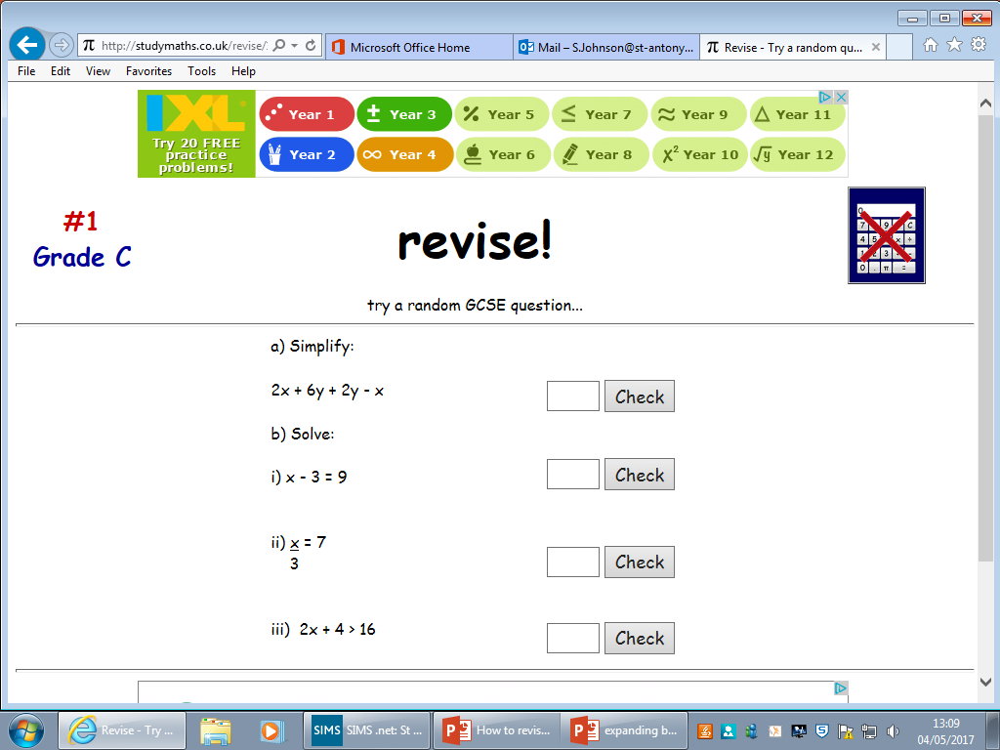 http://studymaths.co.uk/revise/
Microsoft Office Home
Mail – S.Johnson@st-antony...
π Revise - Try a random qu...
File Edit View Favorites Tools Help
IXL
Try 20 FREE
practice
problems!
Year 1 Year 3 Year 5 Year 7 Year 9 Year 11
Year 2 Year 4 Year 6 Year 8 Year 10 Year 12
#1
Grade C
revise!
try a random GCSE question...
a) Simplify:
2x + 6y + 2y - x
Check
b) Solve:
i) x - 3 = 9
Check
ii) x = 7
3
Check
iii) 2x + 4 > 16
Check
Revise - Try ...
SIMS .net: St ...
How to revis...
expanding b...
13:09
04/05/2017